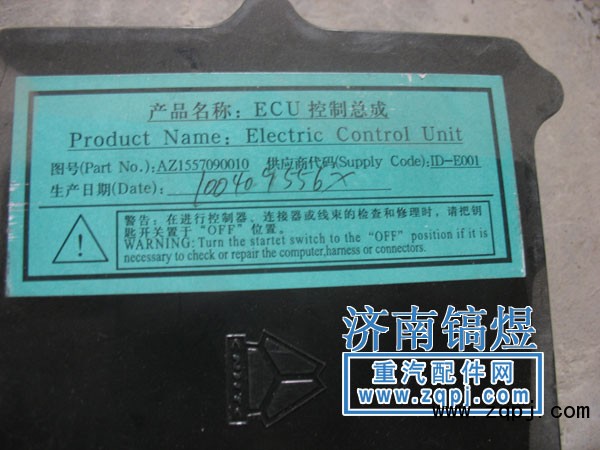 产品名称：ECU 控制总成
Product Name: Electric Control Unit
图号(Part No.): AZ1557090010 供应商代码(Supply Code): ID-E001
生产日期(Date):
警告：在进行控制器、连接器或线束的检查和修理时，请把钥
匙开关置于“OFF”位置。
WARNING: Turn the startet switch to the “OFF” position if it is
necessary to check or repair the computer,harness or connectors.
济南镐煜
重汽配件网
www.zqpj.com
www.zqpj.com